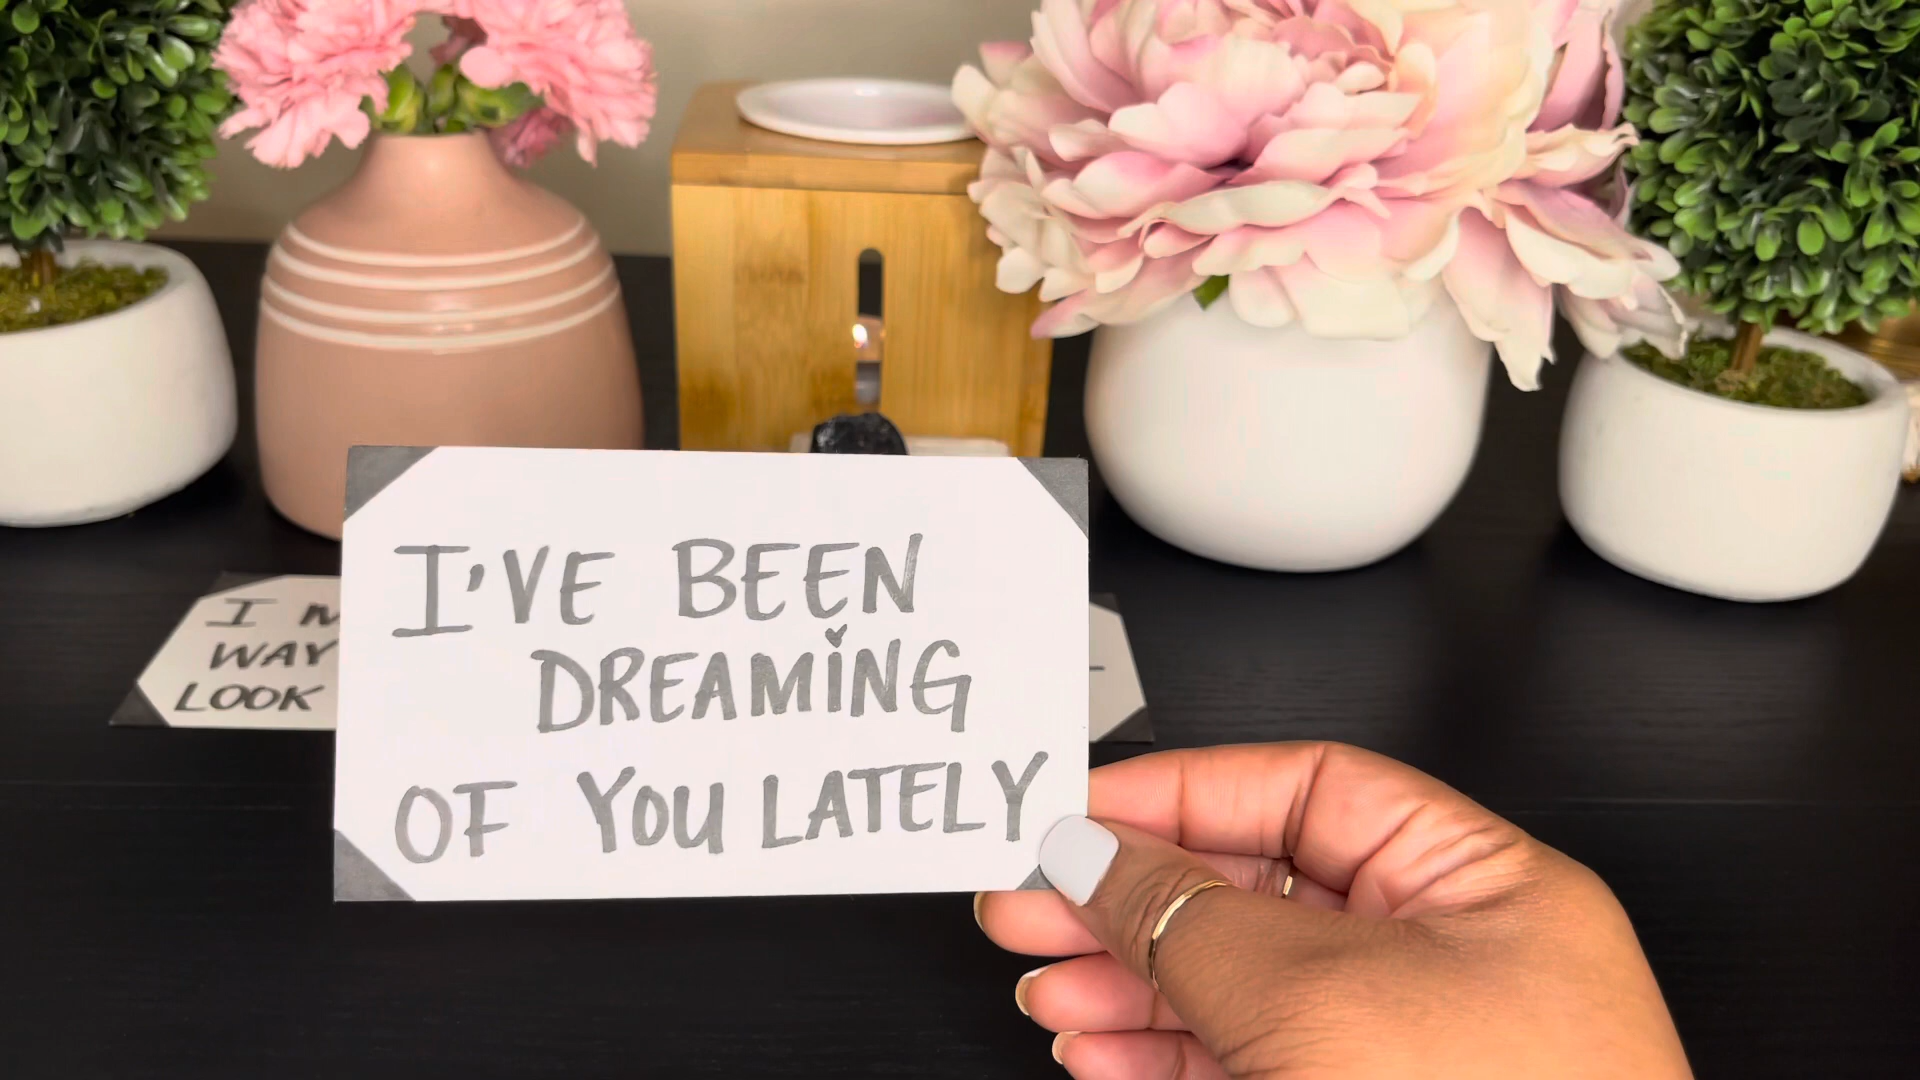 I'VE BEEN
DREAMING
OF YOU LATELY
I
WAY
LOOK